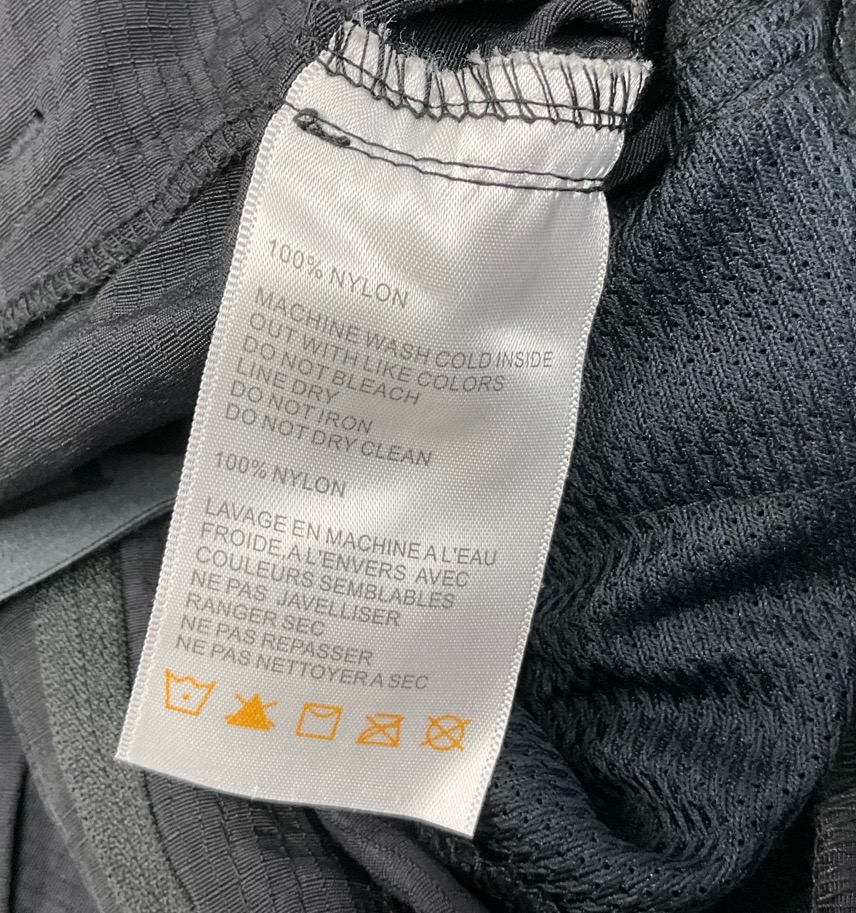 100% NYLON
MACHINE WASH COLD INSIDE
OUT WITH LIKE COLORS
DO NOT BLEACH
LINE DRY
DO NOT IRON
DO NOT DRY CLEAN
100% NYLON
LAVAGE EN MACHINE A L'EAU
FROIDE,A L'ENVERS AVEC
COULEURS SEMBLABLES
NE PAS JAVELLISER
RANGER SEC
NE PAS REPASSER
NE PAS NETTOYER A SEC